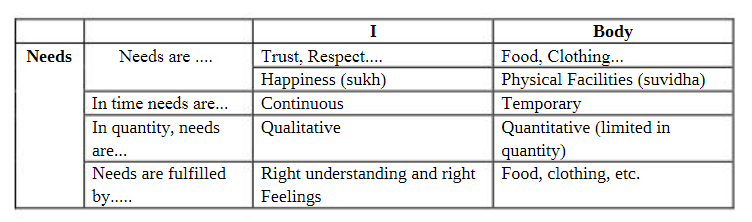 I Body
Needs Needs are .... Trust, Respect.... Food, Clothing...
Happiness (sukh) Physical Facilities (suvidha)
In time needs are... Continuous Temporary
In quantity, needs Qualitative Quantitative (limited in
are... quantity)
Needs are fulfilled Right understanding and right Food, clothing, etc.
by..... Feelings